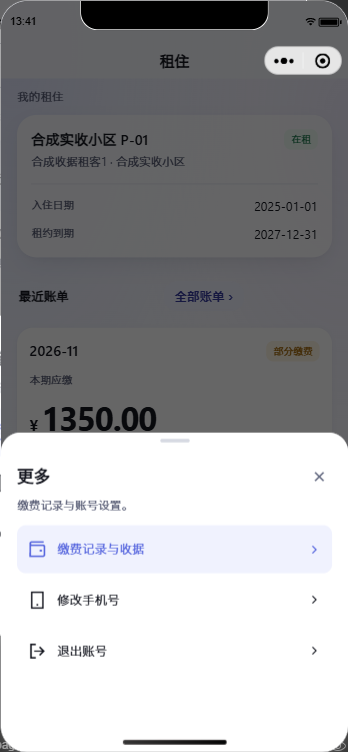 13:41
租住
我的租住
合成实收小区 P-01
在租
合成收据租客1 · 合成实收小区
入住日期
2025-01-01
租约到期
2027-12-31
最近账单
全部账单 ›
2026-11
部分缴费
本期应缴
¥ 1350.00
更多
缴费记录与账号设置。
缴费记录与收据
修改手机号
退出账号